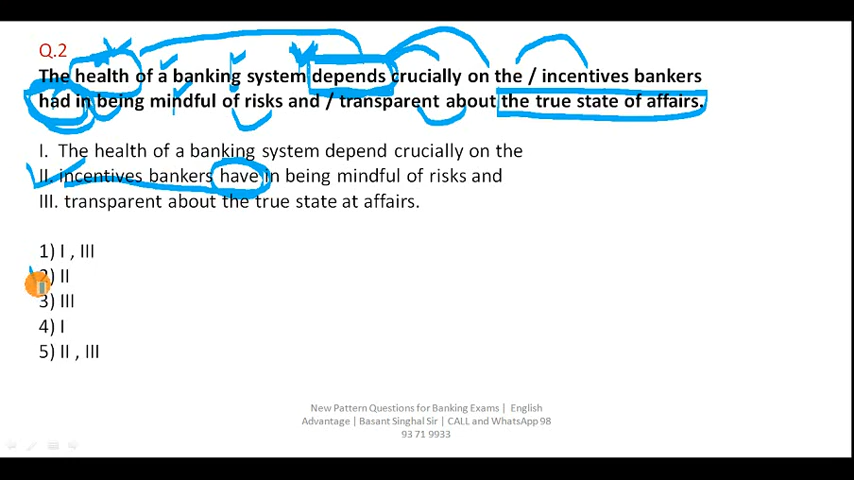 Q.2
The health of a banking system depends crucially on the / incentives bankers
had in being mindful of risks and / transparent about the true state of affairs.
I. The health of a banking system depend crucially on the
II. incentives bankers have in being mindful of risks and
III. transparent about the true state at affairs.
1) I , III
2) II
3) III
4) I
5) II , III
New Pattern Questions for Banking Exams | English
Advantage | Basant Singhal Sir | CALL and WhatsApp 98
93 71 9933